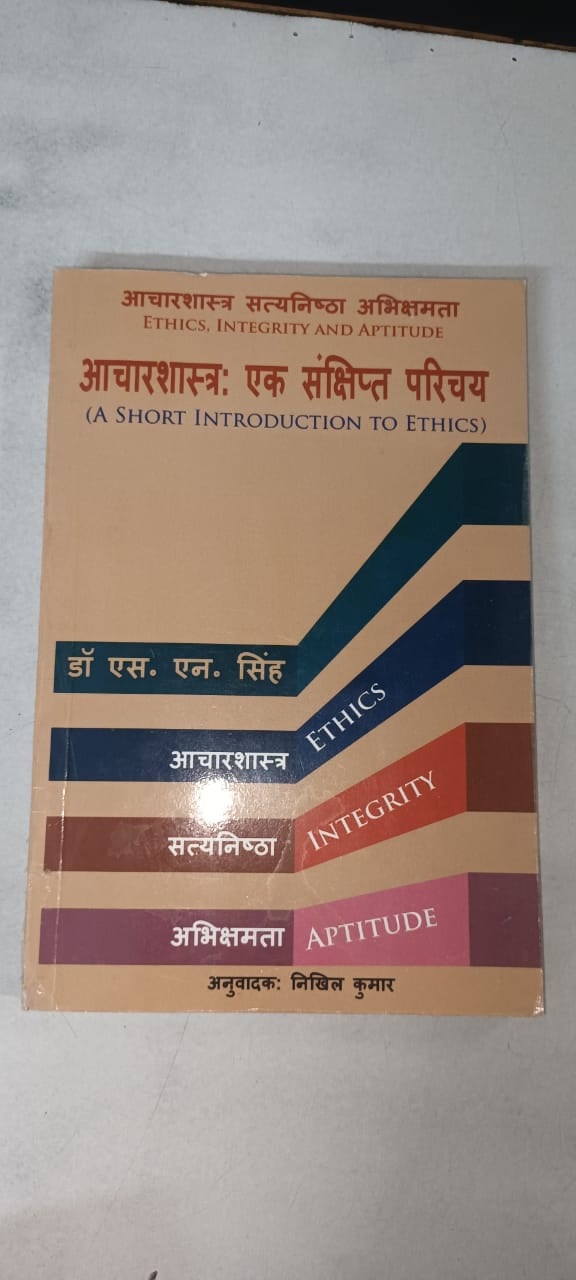 आचारशास्त्र सत्यनिष्ठा अभिक्षमता
ETHICS, INTEGRITY AND APTITUDE
आचारशास्त्र: एक संक्षिप्त परिचय
(A SHORT INTRODUCTION TO ETHICS)
डॉ एस. एन. सिंह
आचारशास्त्र ETHICS
सत्यनिष्ठा INTEGRITY
अभिक्षमता APTITUDE
अनुवादक: निखिल कुमार